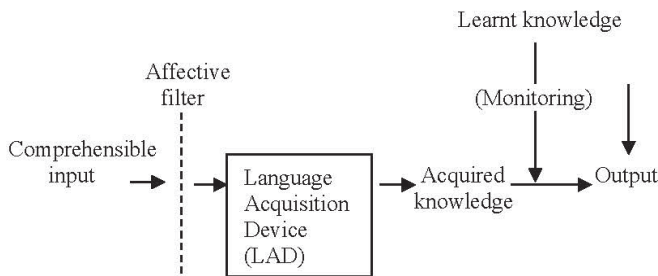 Learnt knowledge
Affective
filter
(Monitoring)
Comprehensible
input
Language
Acquisition
Device
(LAD)
Acquired
knowledge
Output